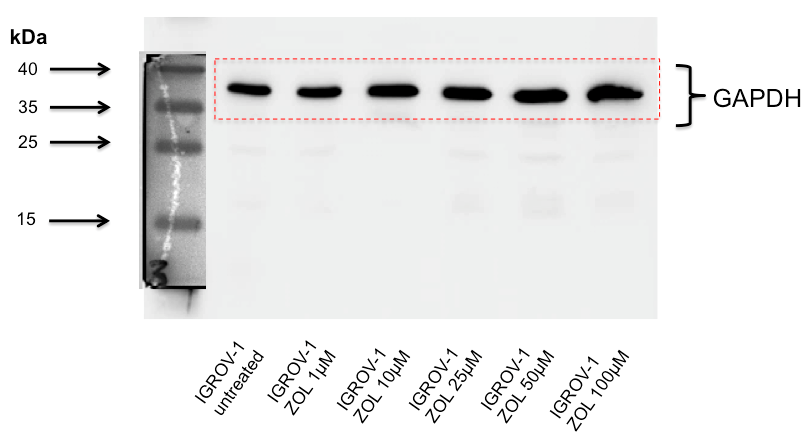 kDa
40
35
25
15
3
GAPDH
IGROV-1
untreated
IGROV-1
ZOL 1µM
IGROV-1
ZOL 10µM
IGROV-1
ZOL 25µM
IGROV-1
ZOL 50µM
IGROV-1
ZOL 100µM